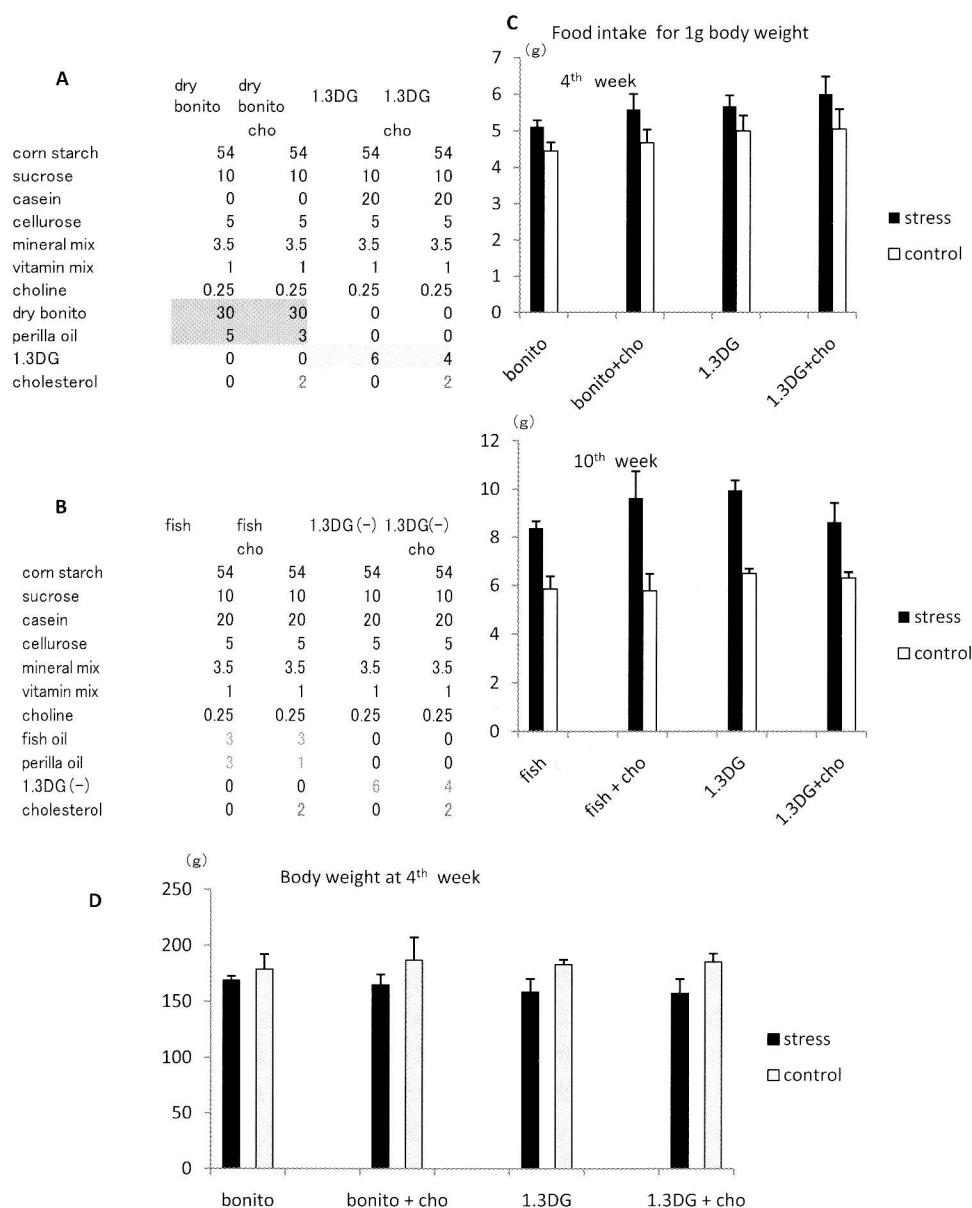 A
dry bonito dry bonito cho 1.3DG 1.3DG cho
corn starch 54 54 54 54
sucrose 10 10 10 10
casein 0 0 20 20
cellurose 5 5 5 5
mineral mix 3.5 3.5 3.5 3.5
vitamin mix 1 1 1 1
choline 0.25 0.25 0.25 0.25
dry bonito 30 30 0 0
perilla oil 5 3 0 0
1.3DG 0 0 6 4
cholesterol 0 2 0 2
B
fish fish cho 1.3DG(-) 1.3DG(-) cho
corn starch 54 54 54 54
sucrose 10 10 10 10
casein 20 20 20 20
cellurose 5 5 5 5
mineral mix 3.5 3.5 3.5 3.5
vitamin mix 1 1 1 1
choline 0.25 0.25 0.25 0.25
fish oil 3 3 0 0
perilla oil 3 1 0 0
1.3DG(-) 0 0 6 4
cholesterol 0 2 0 2
C
Food intake for 1g body weight
(g)
4th week
7
6
5
4
3
2
1
0
bonito bonito+cho 1.3DG 1.3DG+cho
stress
control
(g)
10th week
12
10
8
6
4
2
0
fish fish + cho 1.3DG 1.3DG+cho
stress
control
D
(g)
Body weight at 4th week
250
200
150
100
50
0
bonito bonito + cho 1.3DG 1.3DG + cho
stress
control